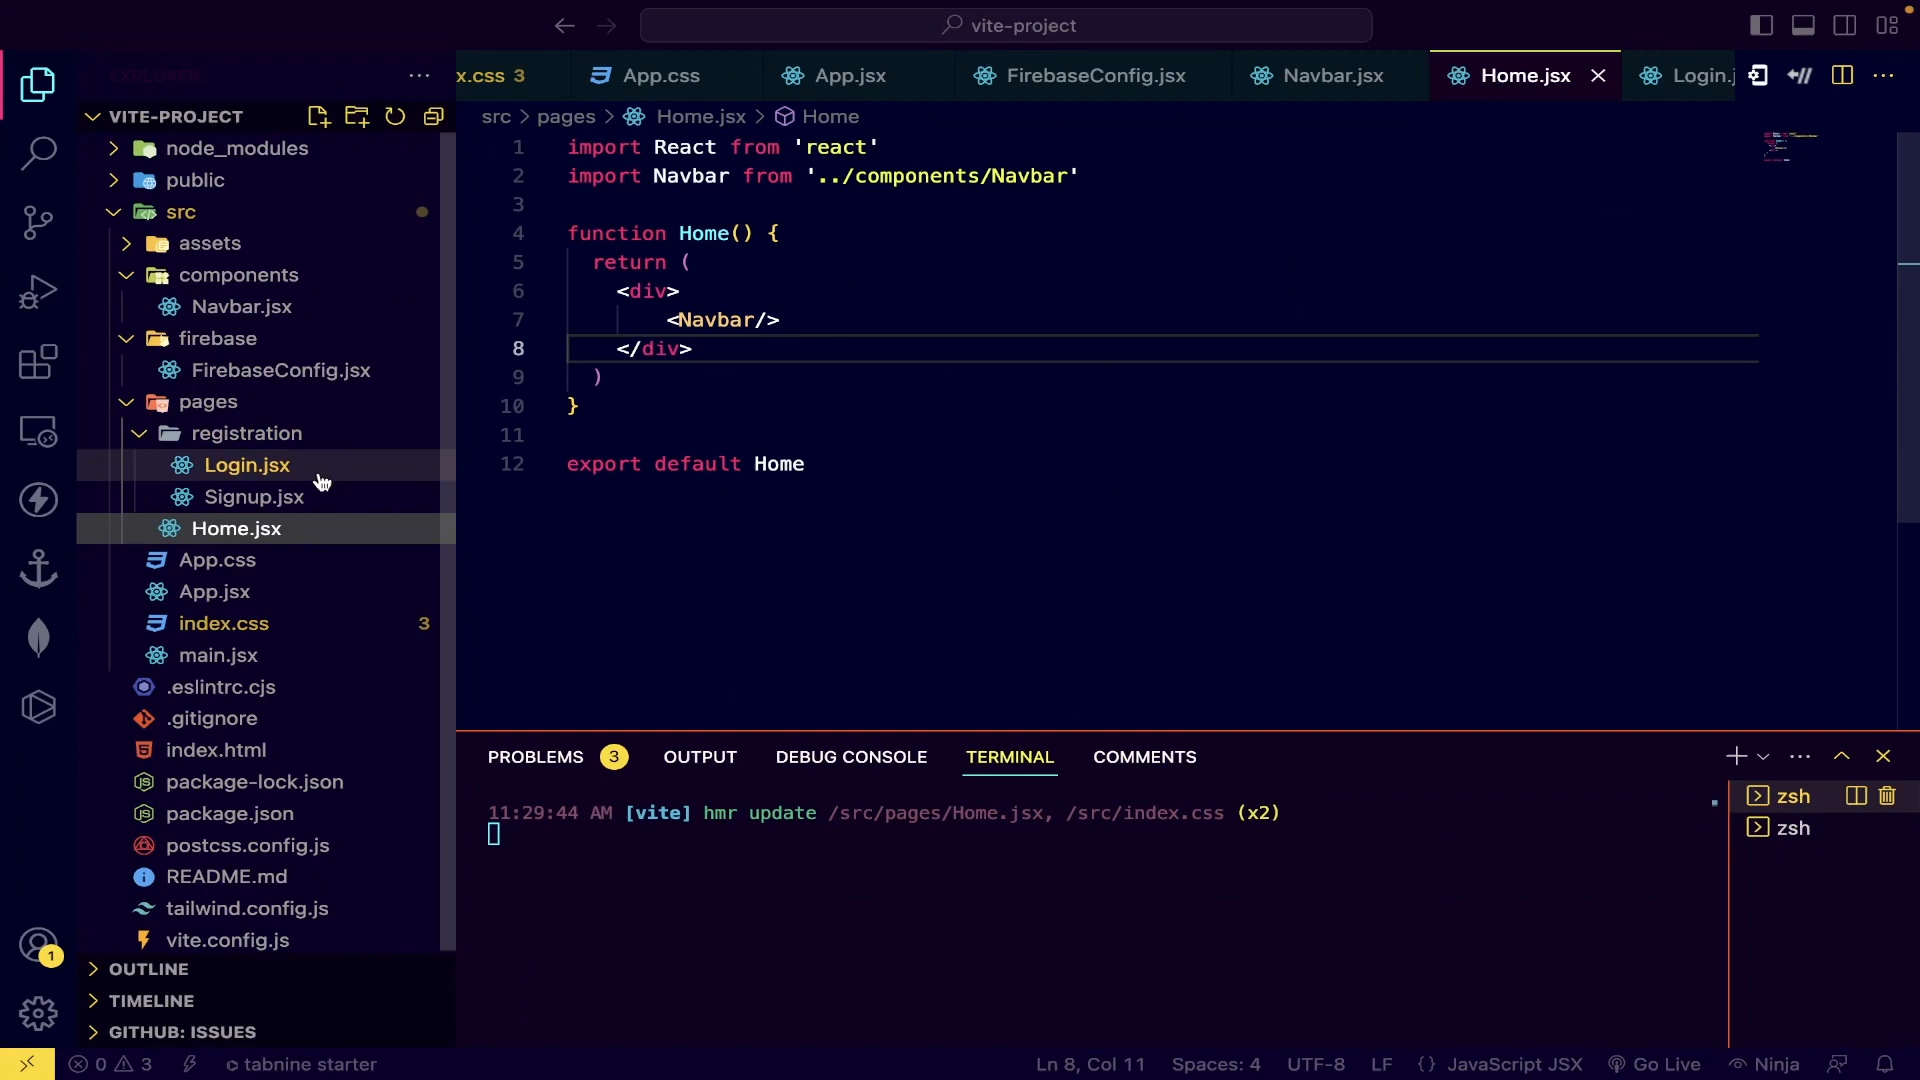 vite-project
EXPLORER
x.css 3
App.css
App.jsx
FirebaseConfig.jsx
Navbar.jsx
Home.jsx
Login.j
VITE-PROJECT
src > pages > Home.jsx > Home
node_modules
public
src
assets
components
Navbar.jsx
firebase
FirebaseConfig.jsx
pages
registration
Login.jsx
Signup.jsx
Home.jsx
App.css
App.jsx
index.css 3
main.jsx
.eslintrc.cjs
.gitignore
index.html
package-lock.json
package.json
postcss.config.js
README.md
tailwind.config.js
vite.config.js
OUTLINE
TIMELINE
GITHUB: ISSUES
1 import React from 'react'
2 import Navbar from '../components/Navbar'
3
4 function Home() {
5 return (
6 <div>
7 <Navbar/>
8 </div>
9 )
10 }
11
12 export default Home
PROBLEMS 3 OUTPUT DEBUG CONSOLE TERMINAL COMMENTS
11:29:44 AM [vite] hmr update /src/pages/Home.jsx, /src/index.css (x2)
zsh
zsh
1
0 3 tabnine starter Ln 8, Col 11 Spaces: 4 UTF-8 LF {} JavaScript JSX Go Live Ninja